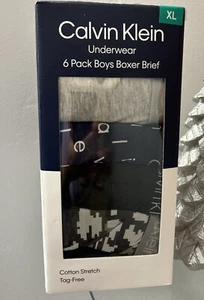 XL
Calvin Klein
Underwear
6 Pack Boys Boxer Brief
Cotton Stretch
Tag-Free